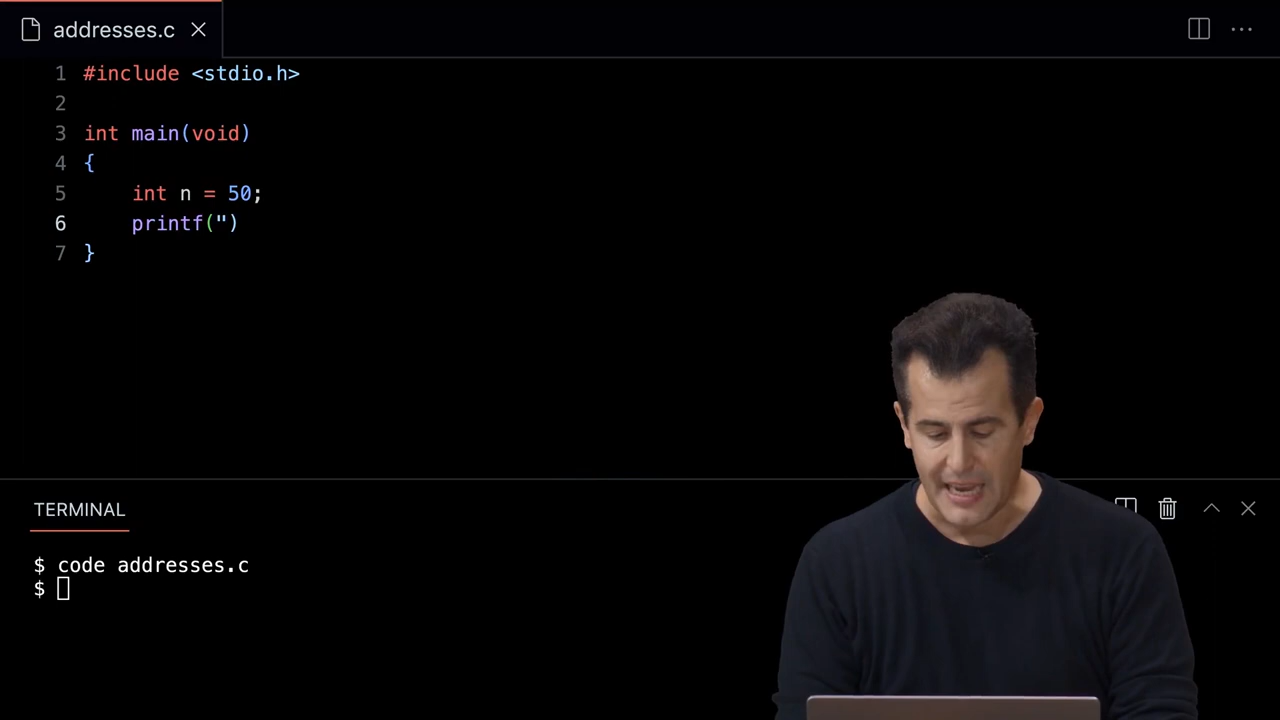 addresses.c
1 #include <stdio.h>
2
3 int main(void)
4 {
5     int n = 50;
6     printf(")
7 }
TERMINAL
$ code addresses.c
$